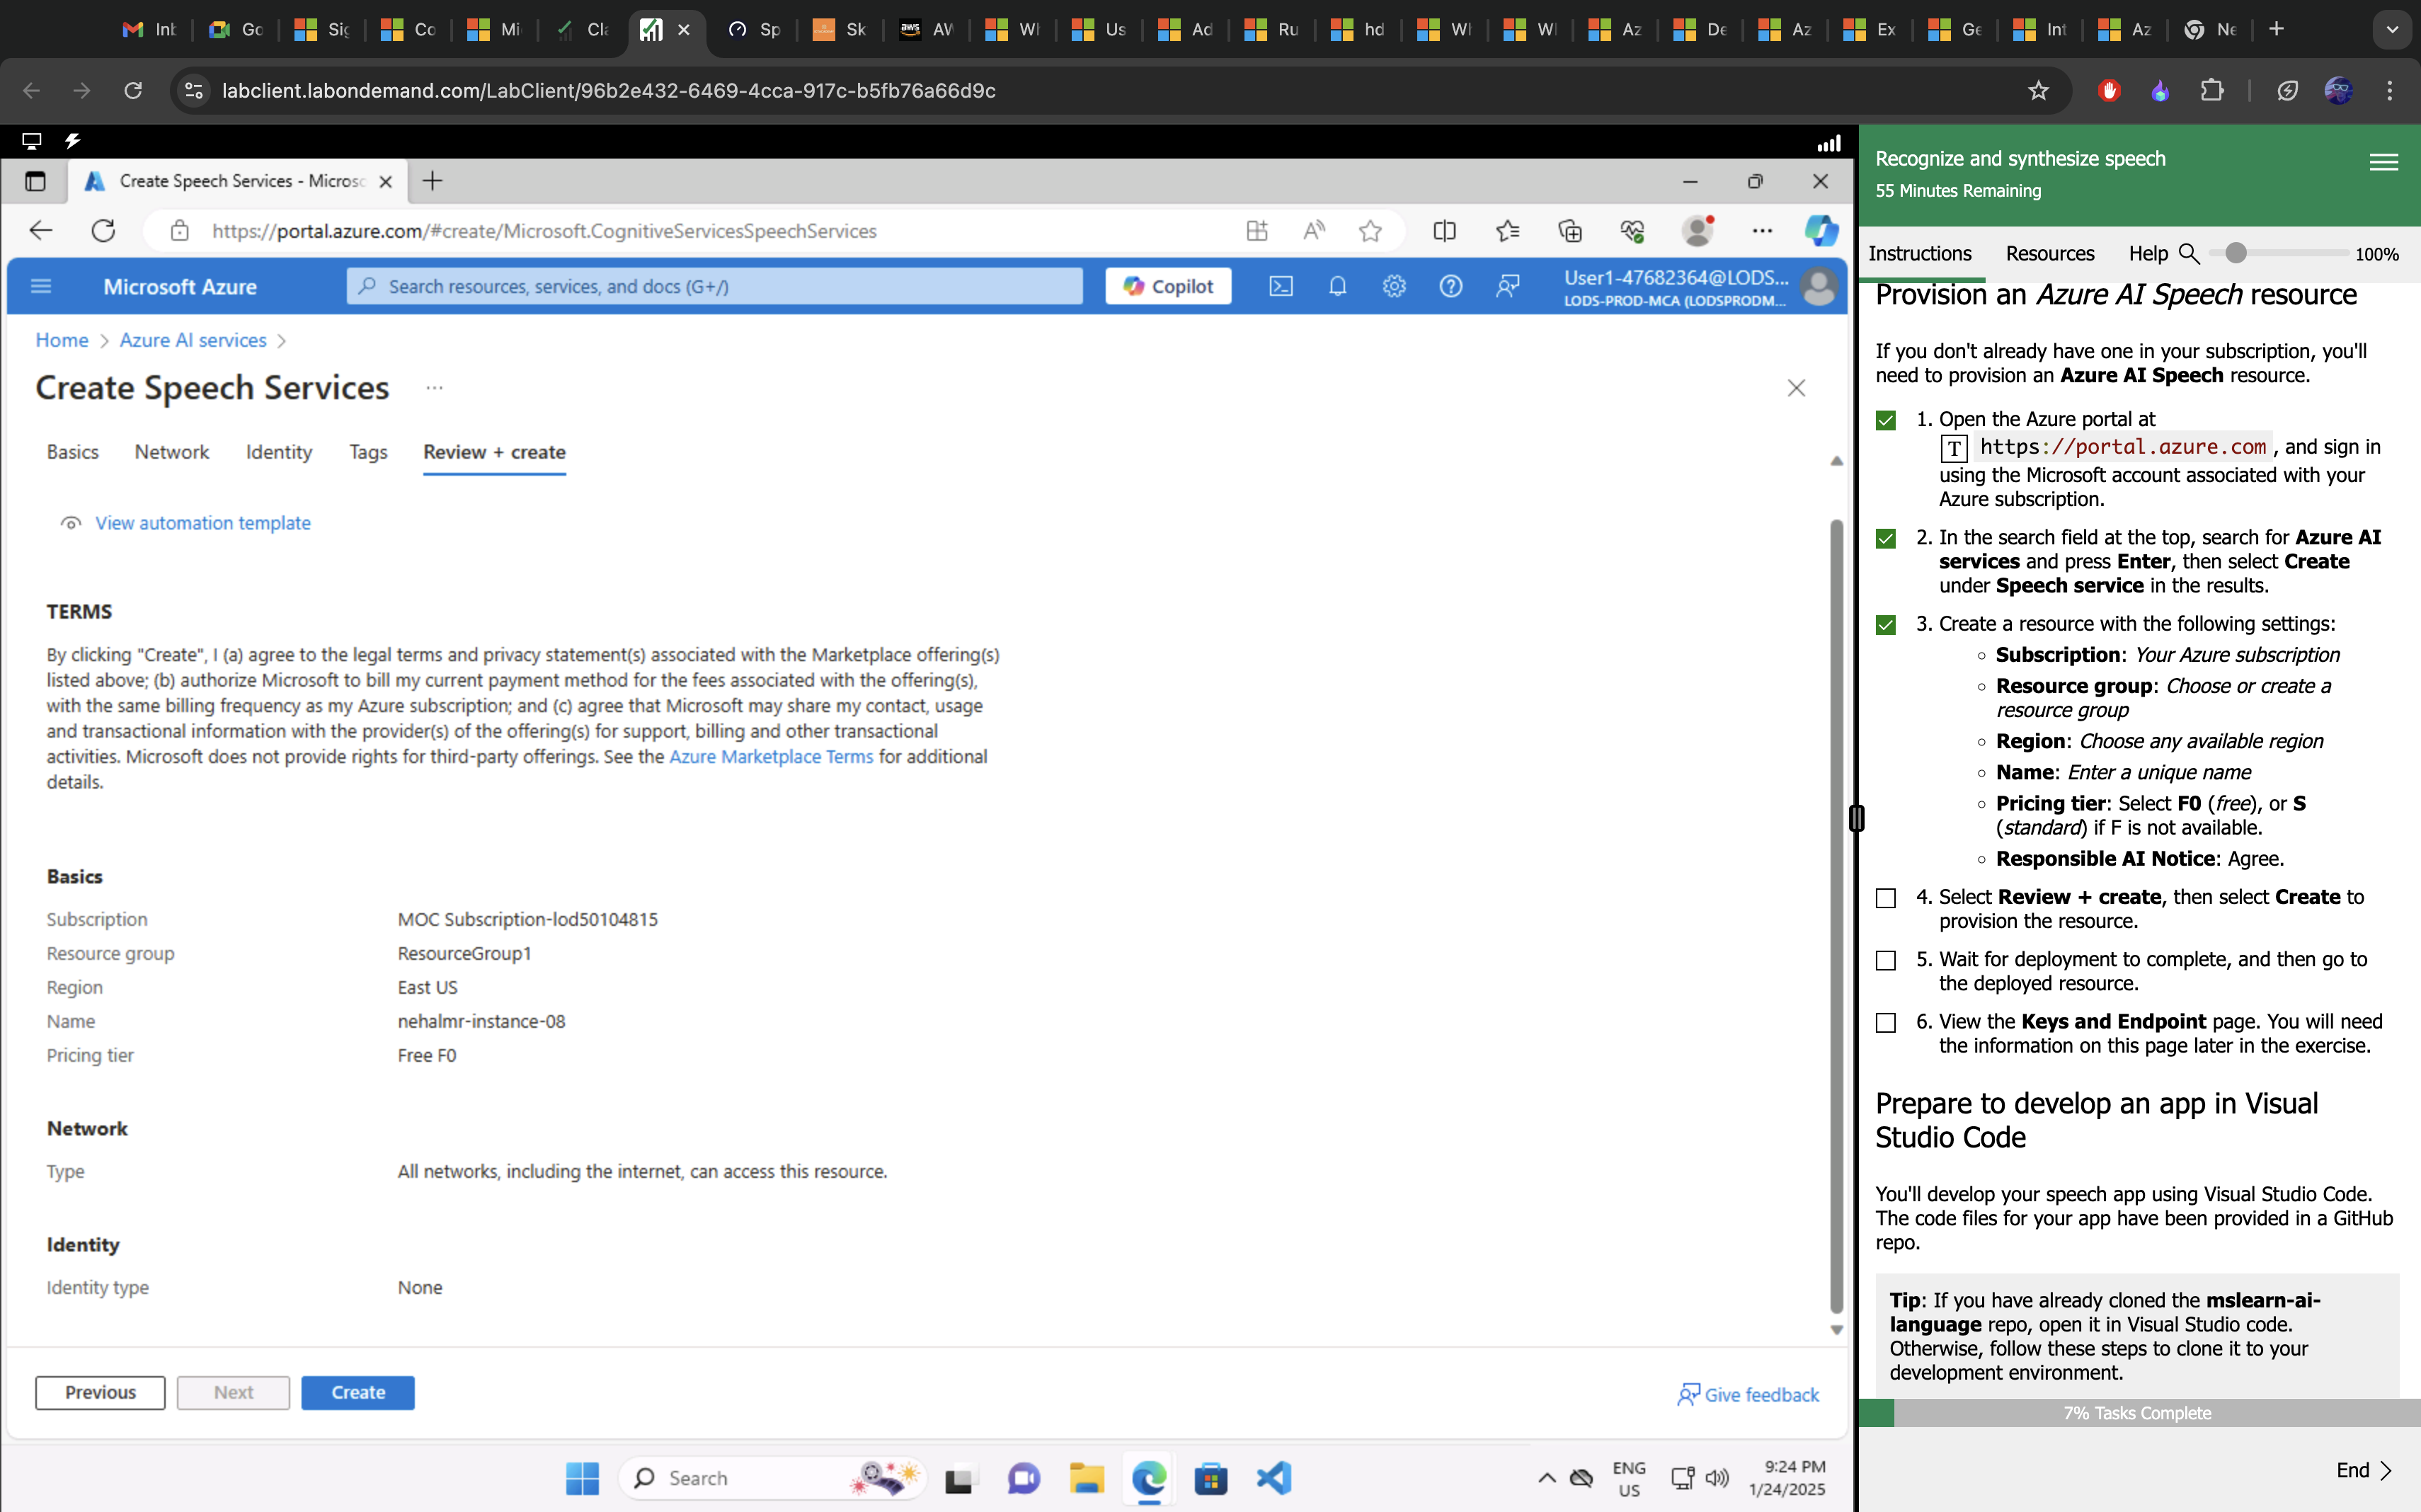 Inb
Go
Sig
Co
Mi
Cla
Sp
Sk
AW
Wh
Us
Ad
Ru
hd
Wh
Wh
Az
De
Az
Ex
Ge
Int
Az
Ne
labclient.labondemand.com/LabClient/96b2e432-6469-4cca-917c-b5fb76a66d9c
Create Speech Services - Microsc
https://portal.azure.com/#create/Microsoft.CognitiveServicesSpeechServices
Microsoft Azure
Search resources, services, and docs (G+/)
Copilot
User1-47682364@LODS...
LODS-PROD-MCA (LODSPRODM...
Home > Azure AI services >
Create Speech Services ...
Basics Network Identity Tags Review + create
View automation template
TERMS
By clicking "Create", I (a) agree to the legal terms and privacy statement(s) associated with the Marketplace offering(s)
listed above; (b) authorize Microsoft to bill my current payment method for the fees associated with the offering(s),
with the same billing frequency as my Azure subscription; and (c) agree that Microsoft may share my contact, usage
and transactional information with the provider(s) of the offering(s) for support, billing and other transactional
activities. Microsoft does not provide rights for third-party offerings. See the Azure Marketplace Terms for additional
details.
Basics
Subscription MOC Subscription-lod50104815
Resource group ResourceGroup1
Region East US
Name nehalmr-instance-08
Pricing tier Free F0
Network
Type All networks, including the internet, can access this resource.
Identity
Identity type None
Previous Next Create
Give feedback
Search
ENG
US
9:24 PM
1/24/2025
Recognize and synthesize speech
55 Minutes Remaining
Instructions Resources Help 100%
Provision an Azure AI Speech resource
If you don't already have one in your subscription, you'll
need to provision an Azure AI Speech resource.
1. Open the Azure portal at
T https://portal.azure.com, and sign in
using the Microsoft account associated with your
Azure subscription.
2. In the search field at the top, search for Azure AI
services and press Enter, then select Create
under Speech service in the results.
3. Create a resource with the following settings:
Subscription: Your Azure subscription
Resource group: Choose or create a
resource group
Region: Choose any available region
Name: Enter a unique name
Pricing tier: Select F0 (free), or S
(standard) if F is not available.
Responsible AI Notice: Agree.
4. Select Review + create, then select Create to
provision the resource.
5. Wait for deployment to complete, and then go to
the deployed resource.
6. View the Keys and Endpoint page. You will need
the information on this page later in the exercise.
Prepare to develop an app in Visual
Studio Code
You'll develop your speech app using Visual Studio Code.
The code files for your app have been provided in a GitHub
repo.
Tip: If you have already cloned the mslearn-ai-
language repo, open it in Visual Studio code.
Otherwise, follow these steps to clone it to your
development environment.
7% Tasks Complete
End >